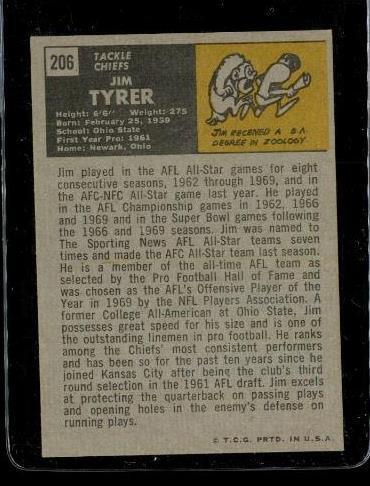 206
TACKLE
CHIEFS
JIM
TYRER
Height: 6'6" Weight: 275
Born: February 25, 1939
School: Ohio State
First Year Pro: 1961
Home: Newark, Ohio
JIM RECEIVED A B.A.
DEGREE IN ZOOLOGY
Jim played in the AFL All-Star games for eight
consecutive seasons, 1962 through 1969, and in
the AFC-NFC All-Star game last year. He played
in the AFL Championship games in 1962, 1966
and 1969 and in the Super Bowl games following
the 1966 and 1969 seasons. Jim was named to
The Sporting News AFL All-Star teams seven
times and made the AFC All-Star team last season.
He is a member of the all-time AFL team as
selected by the Pro Football Hall of Fame and
was chosen as the AFL's Offensive Player of the
Year in 1969 by the NFL Players Association. A
former College All-American at Ohio State, Jim
possesses great speed for his size and is one of
the outstanding linemen in pro football. He ranks
among the Chiefs' most consistent performers
and has been so for the past ten years since he
joined Kansas City after being the club's third
round selection in the 1961 AFL draft. Jim excels
at protecting the quarterback on passing plays
and opening holes in the enemy's defense on
running plays.
© T.C.G. PRTD. IN U.S.A.